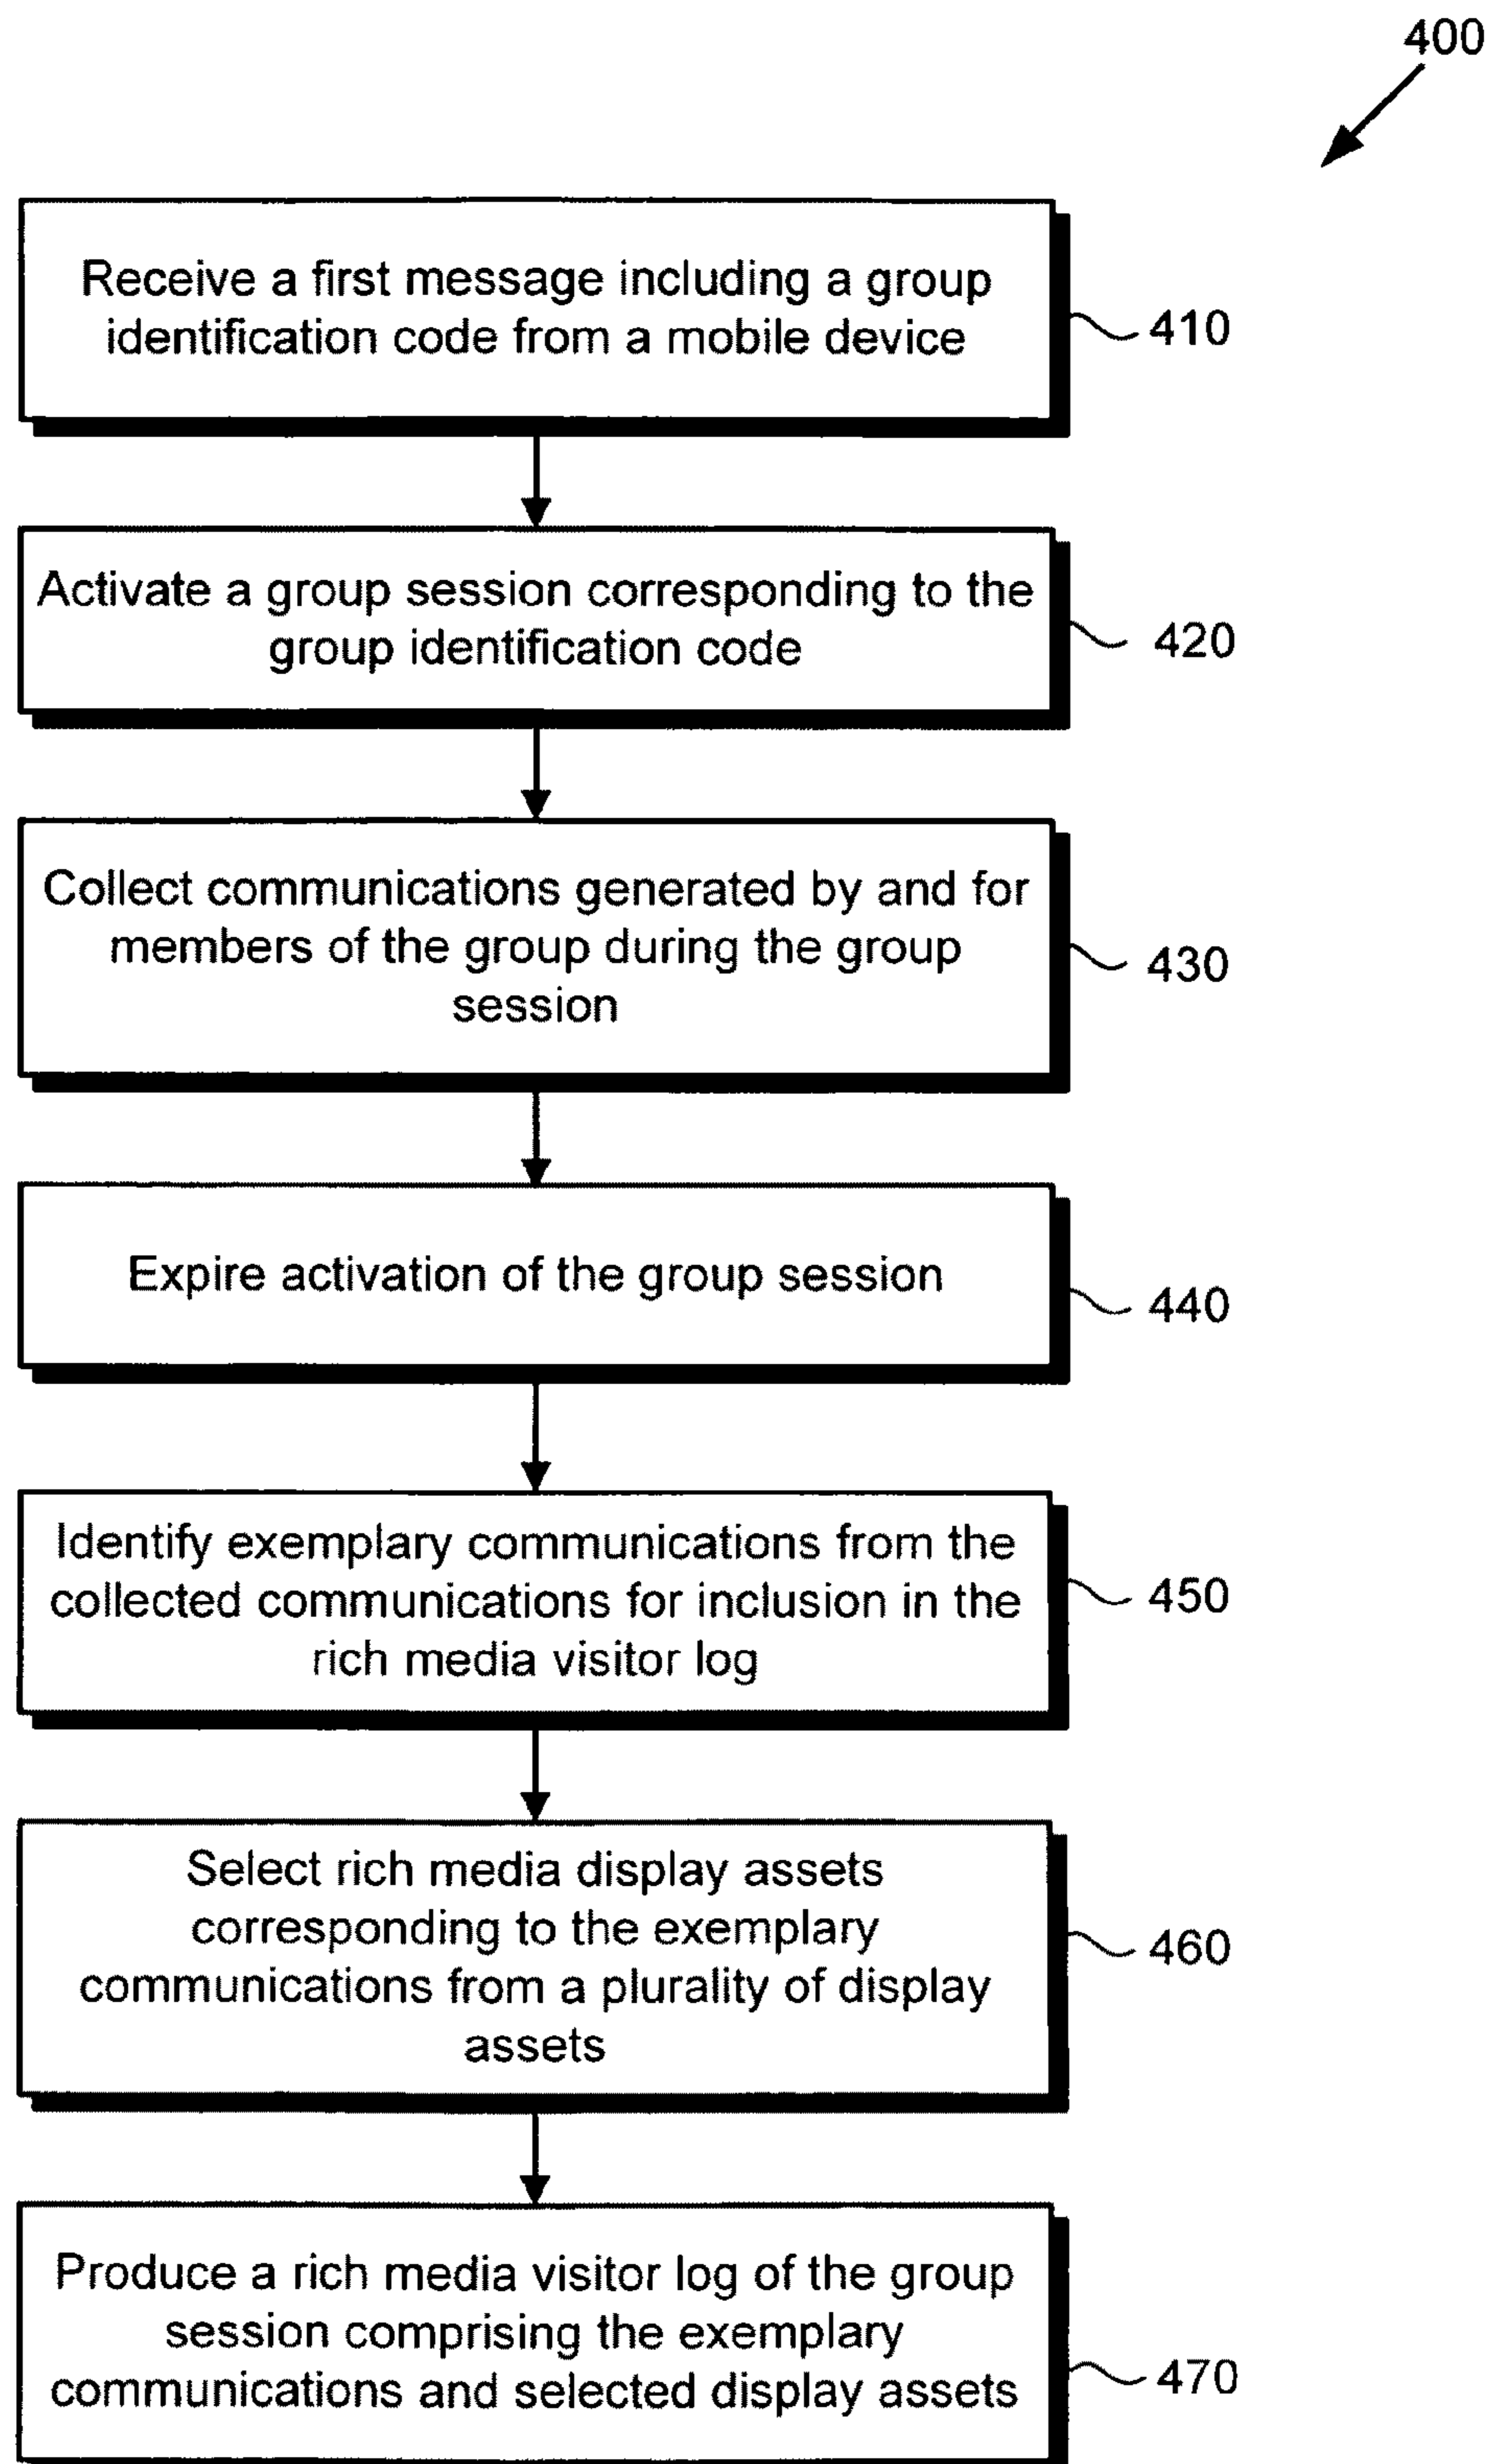 400
Receive a first message including a group
identification code from a mobile device
410
Activate a group session corresponding to the
group identification code
420
Collect communications generated by and for
members of the group during the group
session
430
Expire activation of the group session
440
Identify exemplary communications from the
collected communications for inclusion in the
rich media visitor log
450
Select rich media display assets
corresponding to the exemplary
communications from a plurality of display
assets
460
Produce a rich media visitor log of the group
session comprising the exemplary
communications and selected display assets
470